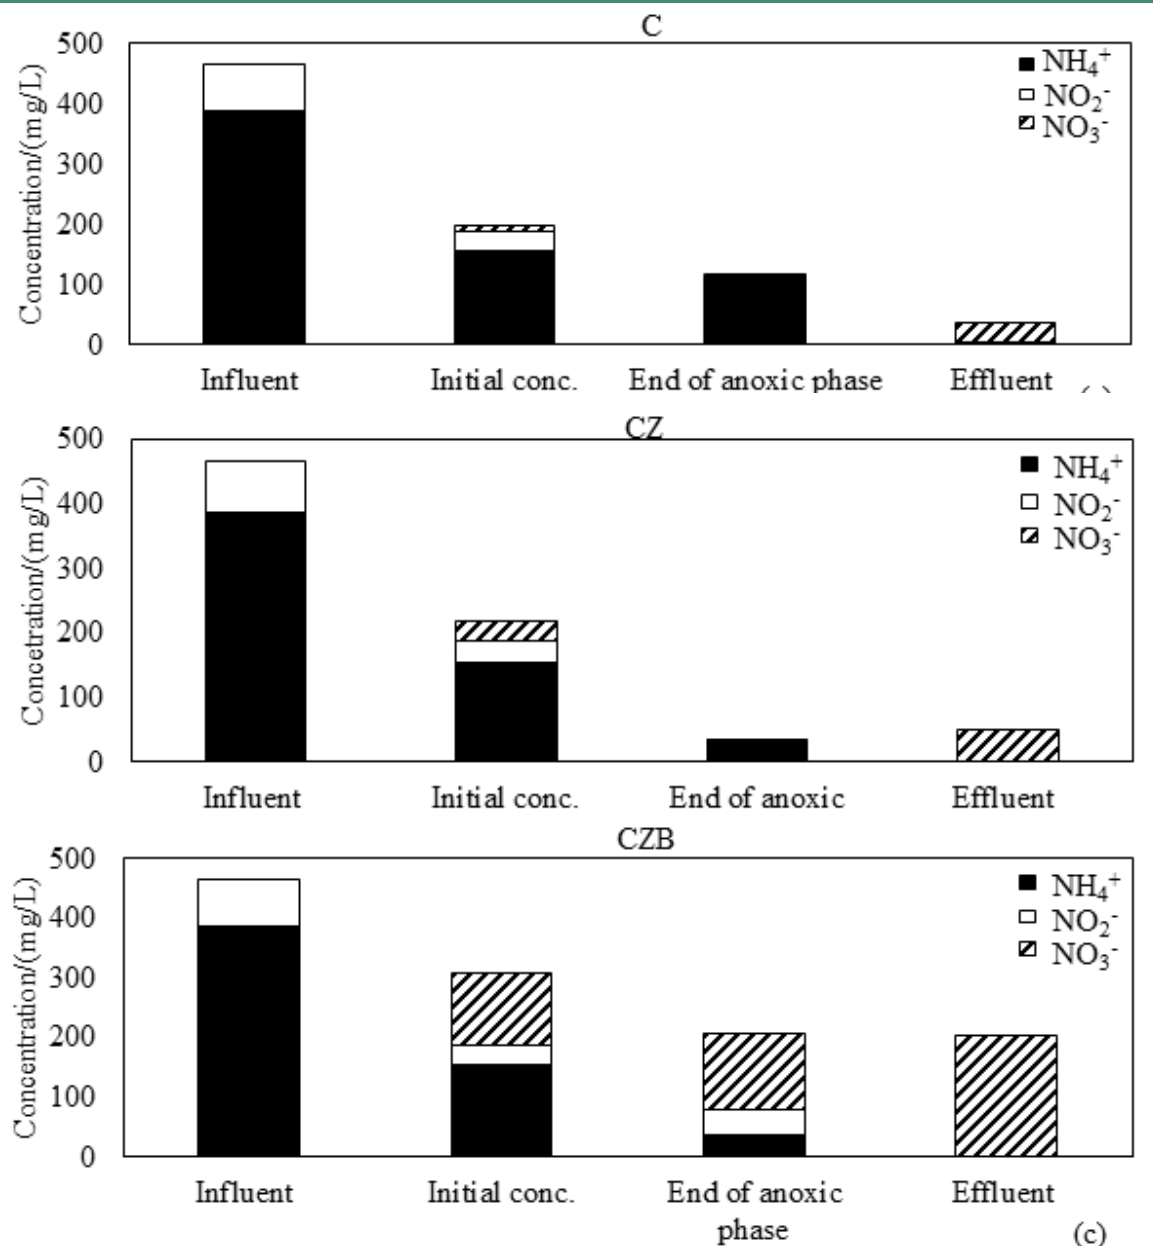 C
Concentration/(mg/L)
500
400
300
200
100
0
NH₄⁺
NO₂⁻
NO₃⁻
Influent
Initial conc.
End of anoxic phase
Effluent
CZ
Concetration/(mg/L)
500
400
300
200
100
0
NH₄⁺
NO₂⁻
NO₃⁻
Influent
Initial conc.
End of anoxic
Effluent
CZB
Concentration/(mg/L)
500
400
300
200
100
0
NH₄⁺
NO₂⁻
NO₃⁻
Influent
Initial conc.
End of anoxic
phase
Effluent
(c)